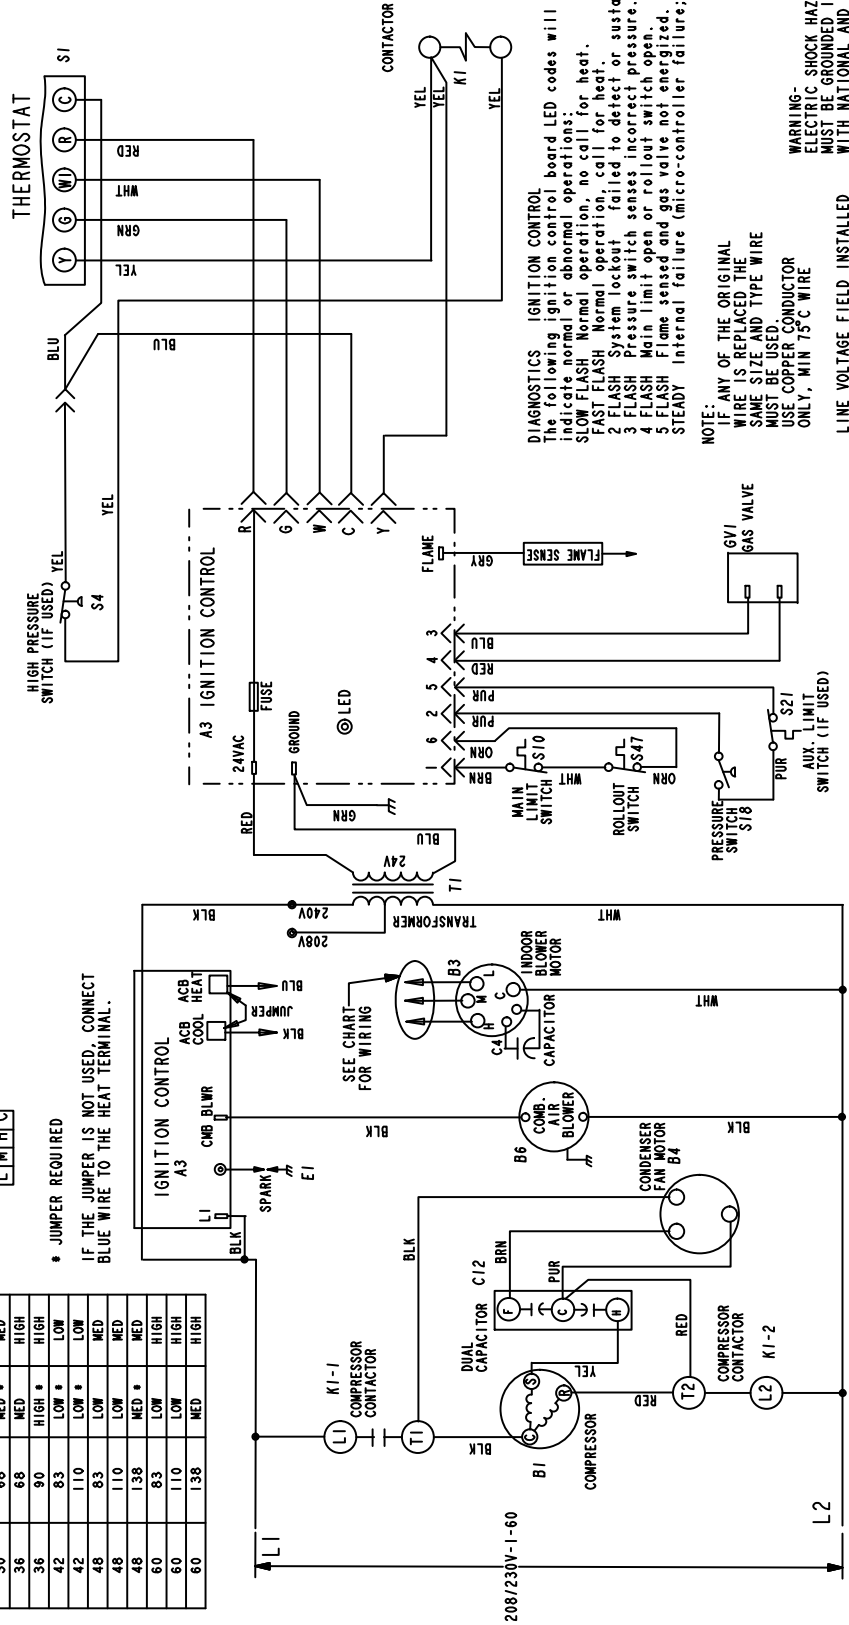 THERMOSTAT
S1
Y
G
W1
R
C
YEL
GRN
WHT
RED
BLU
BLU
HIGH PRESSURE
SWITCH (IF USED)
YEL
S4
YEL
CONTACTOR
YEL
YEL
K1
YEL
DIAGNOSTICS IGNITION CONTROL
The following ignition control board LED codes will
indicate normal or abnormal operations:
SLOW FLASH Normal operation, no call for heat.
FAST FLASH Normal operation, call for heat.
2 FLASH System lockout failed to detect or susta
3 FLASH Pressure switch senses incorrect pressure.
4 FLASH Main limit open or rollout switch open.
5 FLASH Flame sensed and gas valve not energized.
STEADY Internal failure (micro-controller failure;
NOTE:
IF ANY OF THE ORIGINAL
WIRE IS REPLACED THE
SAME SIZE AND TYPE WIRE
MUST BE USED.
USE COPPER CONDUCTOR
ONLY, MIN 75°C WIRE
WARNING-
ELECTRIC SHOCK HAZ
MUST BE GROUNDED I
WITH NATIONAL AND
LINE VOLTAGE FIELD INSTALLED
A3 IGNITION CONTROL
R
G
W
C
Y
24VAC
FUSE
GROUND
LED
FLAME
GRY
FLAME SENSE
1
6
2
5
4
3
BRN
ORN
PUR
PUR
RED
BLU
GV1
GAS VALVE
MAIN
LIMIT
SWITCH
S10
WHT
ROLLOUT
SWITCH
S47
ORN
PRESSURE
SWITCH
S18
PUR
S21
AUX. LIMIT
SWITCH (IF USED)
RED
GRN
BLU
24V
T1
TRANSFORMER
240V
208V
BLK
WHT
* JUMPER REQUIRED
IF THE JUMPER IS NOT USED, CONNECT
BLUE WIRE TO THE HEAT TERMINAL.
L M H C
IGNITION CONTROL
A3
L1
CMB BLWR
ACB
COOL
ACB
HEAT
JUMPER
BLK
BLU
SPARK
E1
BLK
SEE CHART
FOR WIRING
B3
L
M
H
C
INDOOR
BLOWER
MOTOR
C4
CAPACITOR
WHT
BLK
B6
COMB.
AIR
BLOWER
BLK
CONDENSER
FAN MOTOR
B4
BLK
C12
BRN
PUR
DUAL
CAPACITOR
F
C
H
YEL
RED
K1-1
COMPRESSOR
CONTACTOR
L1
T1
BLK
B1
C
S
R
COMPRESSOR
RED
T2
L2
COMPRESSOR
CONTACTOR
K1-2
L1
208/230V-1-60
L2
MED
36 68 MED HIGH
36 90 HIGH * HIGH
42 83 LOW * LOW
42 110 LOW * LOW
48 83 LOW MED
48 110 LOW MED
48 138 MED * MED
60 83 LOW HIGH
60 110 LOW HIGH
60 138 MED HIGH